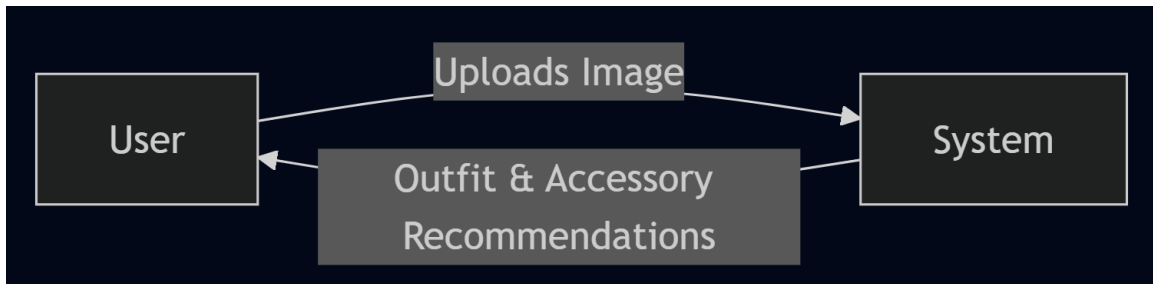 Uploads Image
User
System
Outfit & Accessory
Recommendations